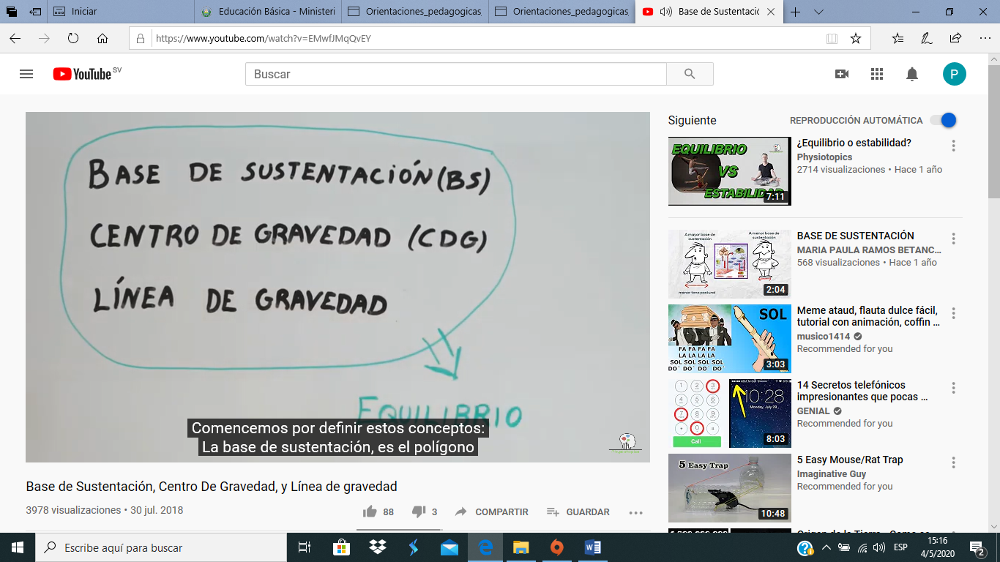 Iniciar
Educación Básica - Ministeri
Orientaciones_pedagogicas_
Orientaciones_pedagogicas_
Base de Sustentació
https://www.youtube.com/watch?v=EMwfJMqQvEY
YouTube SV
Buscar
P
BASE DE SUSTENTACIÓN (BS)
CENTRO DE GRAVEDAD (CDG)
LÍNEA DE GRAVEDAD
EQUILIBRIO
Comencemos por definir estos conceptos:
La base de sustentación, es el polígono
Base de Sustentación, Centro De Gravedad, y Línea de gravedad
3978 visualizaciones • 30 jul. 2018
88
3
COMPARTIR
GUARDAR
Siguiente
REPRODUCCIÓN AUTOMÁTICA
EQUILIBRIO
VS
ESTABILIDAD
7:11
¿Equilibrio o estabilidad?
Physiotopics
2714 visualizaciones • Hace 1 año
A mayor base de
sustentación
A menor base de
sustentación
menor tono postural
2:04
BASE DE SUSTENTACIÓN
MARIA PAULA RAMOS BETANC...
568 visualizaciones • Hace 1 año
SOL
FA FA FA FA
LA LA LA LA
SOL SOL SOL SOL
DO' DO' DO' DO'
3:03
Meme ataud, flauta dulce fácil,
tutorial con animación, coffin ...
musico1414
Recommended for you
1 2 3
4 5 6
7 8 9
0
Call
10:28
Monday, July 29
8:03
14 Secretos telefónicos
impresionantes que pocas ...
GENIAL
Recommended for you
5 Easy Trap
10:48
5 Easy Mouse/Rat Trap
Imaginative Guy
Recommended for you
Escribe aquí para buscar
ESP
15:16
4/5/2020
2